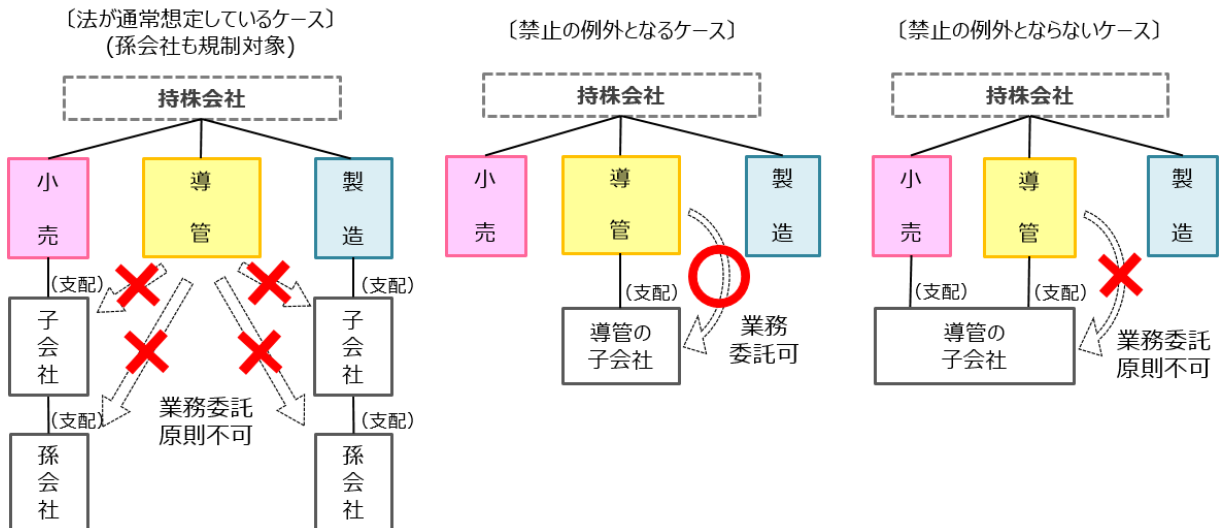 〔法が通常想定しているケース〕
(孫会社も規制対象)
持株会社
小売
導管
製造
(支配)
(支配)
子会社
子会社
(支配)
(支配)
業務委託
原則不可
孫会社
孫会社
〔禁止の例外となるケース〕
持株会社
小売
導管
製造
(支配)
導管の
子会社
業務
委託可
〔禁止の例外とならないケース〕
持株会社
小売
導管
製造
(支配)
(支配)
導管の
子会社
業務委託
原則不可